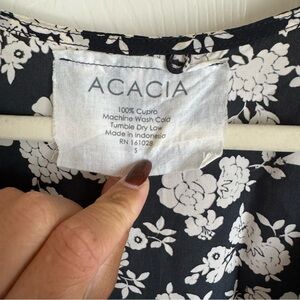 ACACIA
100% Cupro
Machine Wash Cold
Tumble Dry Low
Made in Indonesia
RN 161028
S